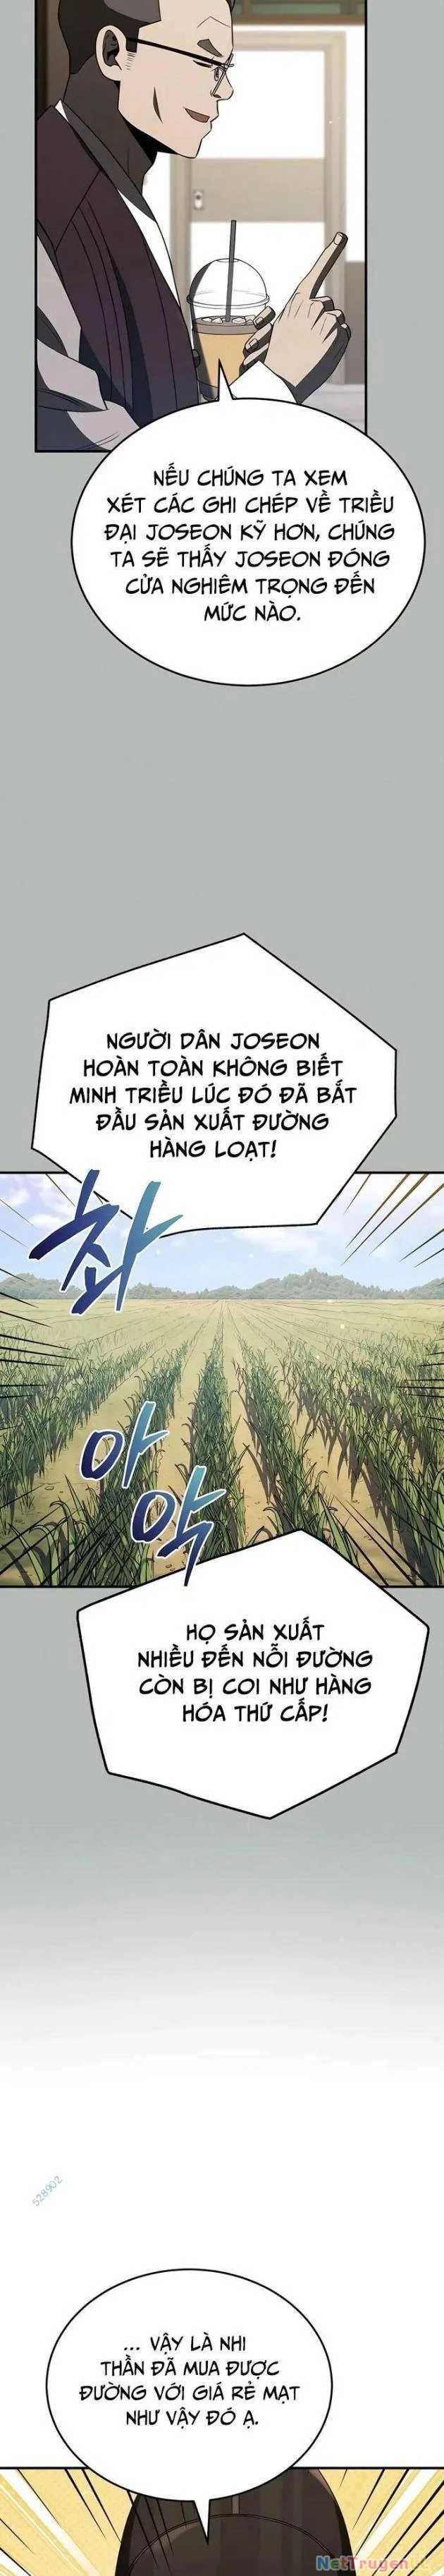 NẾU CHÚNG TA XEM
XÉT CÁC GHI CHÉP VỀ TRIỀU
ĐẠI JOSEON KỸ HƠN, CHÚNG
TA SẼ THẤY JOSEON ĐÓNG
CỬA NGHIÊM TRỌNG ĐẾN
MỨC NÀO.
NGƯỜI DÂN JOSEON
HOÀN TOÀN KHÔNG BIẾT
MINH TRIỀU LÚC ĐÓ ĐÃ BẮT
ĐẦU SẢN XUẤT ĐƯỜNG
HÀNG LOẠT!
촤
아
악
HỌ SẢN XUẤT
NHIỀU ĐẾN NỖI ĐƯỜNG
CÒN BỊ COI NHƯ HÀNG
HÓA THỨ CẤP!
528902
... VẬY LÀ NHI
THẦN ĐÃ MUA ĐƯỢC
ĐƯỜNG VỚI GIÁ RẺ MẠT
NHƯ VẬY ĐÓ Ạ.